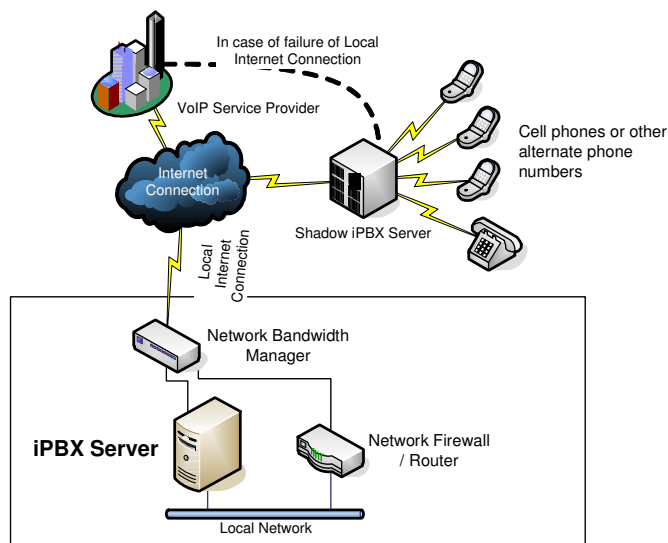 In case of failure of Local
Internet Connection
VoIP Service Provider
Internet
Connection
Cell phones or other
alternate phone
numbers
Shadow iPBX Server
Local
Internet
Connection
Network Bandwidth
Manager
iPBX Server
Network Firewall
/ Router
Local Network